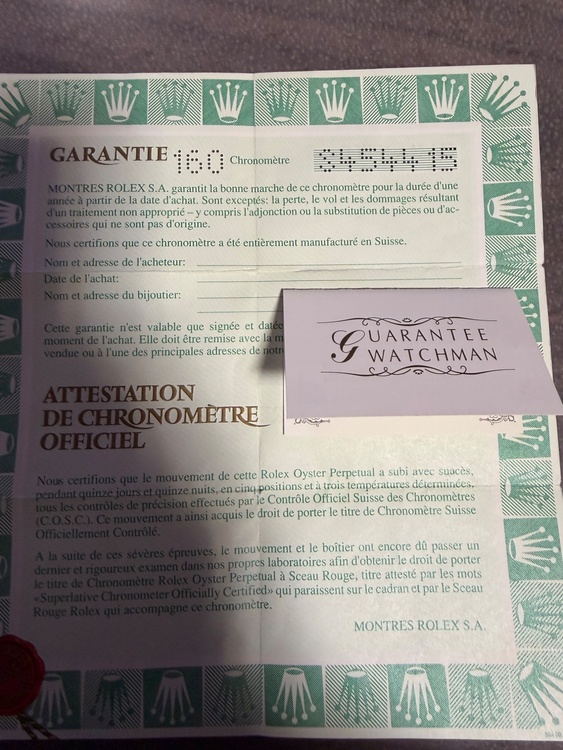 GARANTIE 160 Chronomètre
MONTRES ROLEX S.A. garantit la bonne marche de ce chronomètre pour la durée d'une
année à partir de la date d'achat. Sont exceptés: la perte, le vol et les dommages résultant
d'un traitement non approprié – y compris l'adjonction ou la substitution de pièces ou d'ac-
cessoires qui ne sont pas d'origine.
Nous certifions que ce chronomètre a été entièrement manufacturé en Suisse.
Nom et adresse de l'acheteur:
Date de l'achat:
Nom et adresse du bijoutier:
Cette garantie n'est valable que signée et datée
moment de l'achat. Elle doit être remise avec la m
vendue ou à l'une des principales adresses de notr
GUARANTEE
WATCHMAN
ATTESTATION
DE CHRONOMÈTRE
OFFICIEL
Nous certifions que le mouvement de cette Rolex Oyster Perpetual a subi avec succès,
pendant quinze jours et quinze nuits, en cinq positions et à trois températures déterminées,
tous les contrôles de précision effectués par le Contrôle Officiel Suisse des Chronomètres
(C.O.S.C.). Ce mouvement a ainsi acquis le droit de porter le titre de Chronomètre Suisse
Officiellement Contrôlé.
A la suite de ces sévères épreuves, le mouvement et le boîtier ont encore dû passer un
dernier et rigoureux examen dans nos propres laboratoires afin d'obtenir le droit de porter
le titre de Chronomètre Rolex Oyster Perpetual à Sceau Rouge, titre attesté par les mots
«Superlative Chronometer Officially Certified» qui paraissent sur le cadran et par le Sceau
Rouge Rolex qui accompagne ce chronomètre.
MONTRES ROLEX S.A.